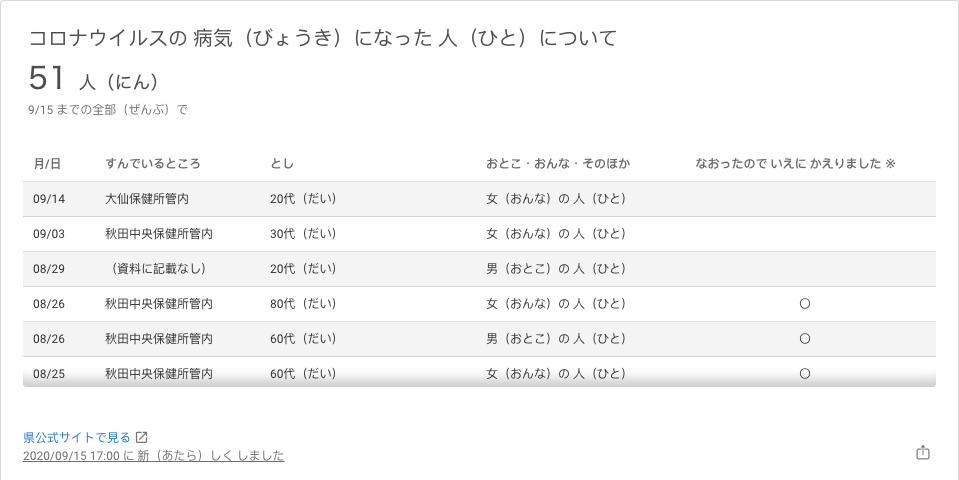 コロナウイルスの 病気（びょうき）になった 人（ひと）について
51 人（にん）
9/15 までの全部（ぜんぶ）で
月/日 すんでいるところ とし おとこ・おんな・そのほか なおったので いえに かえりました ※
09/14 大仙保健所管内 20代（だい） 女（おんな）の 人（ひと）
09/03 秋田中央保健所管内 30代（だい） 女（おんな）の 人（ひと）
08/29 （資料に記載なし） 20代（だい） 男（おとこ）の 人（ひと）
08/26 秋田中央保健所管内 80代（だい） 女（おんな）の 人（ひと） 〇
08/26 秋田中央保健所管内 60代（だい） 男（おとこ）の 人（ひと） 〇
08/25 秋田中央保健所管内 60代（だい） 女（おんな）の 人（ひと） 〇
県公式サイトで見る
2020/09/15 17:00 に 新（あたら）しく しました